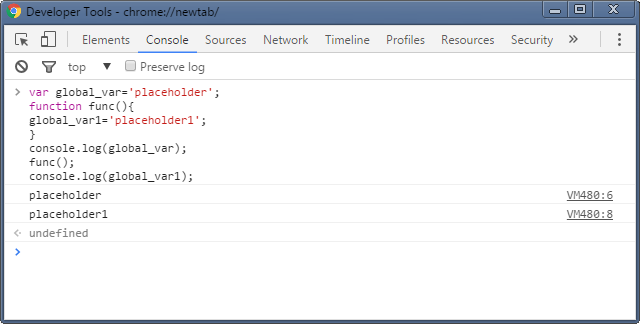 Developer Tools - chrome://newtab/
Elements Console Sources Network Timeline Profiles Resources Security »
top ▼ Preserve log
> var global_var='placeholder';
function func(){
global_var1='placeholder1';
}
console.log(global_var);
func();
console.log(global_var1);
placeholder VM480:6
placeholder1 VM480:8
undefined
>